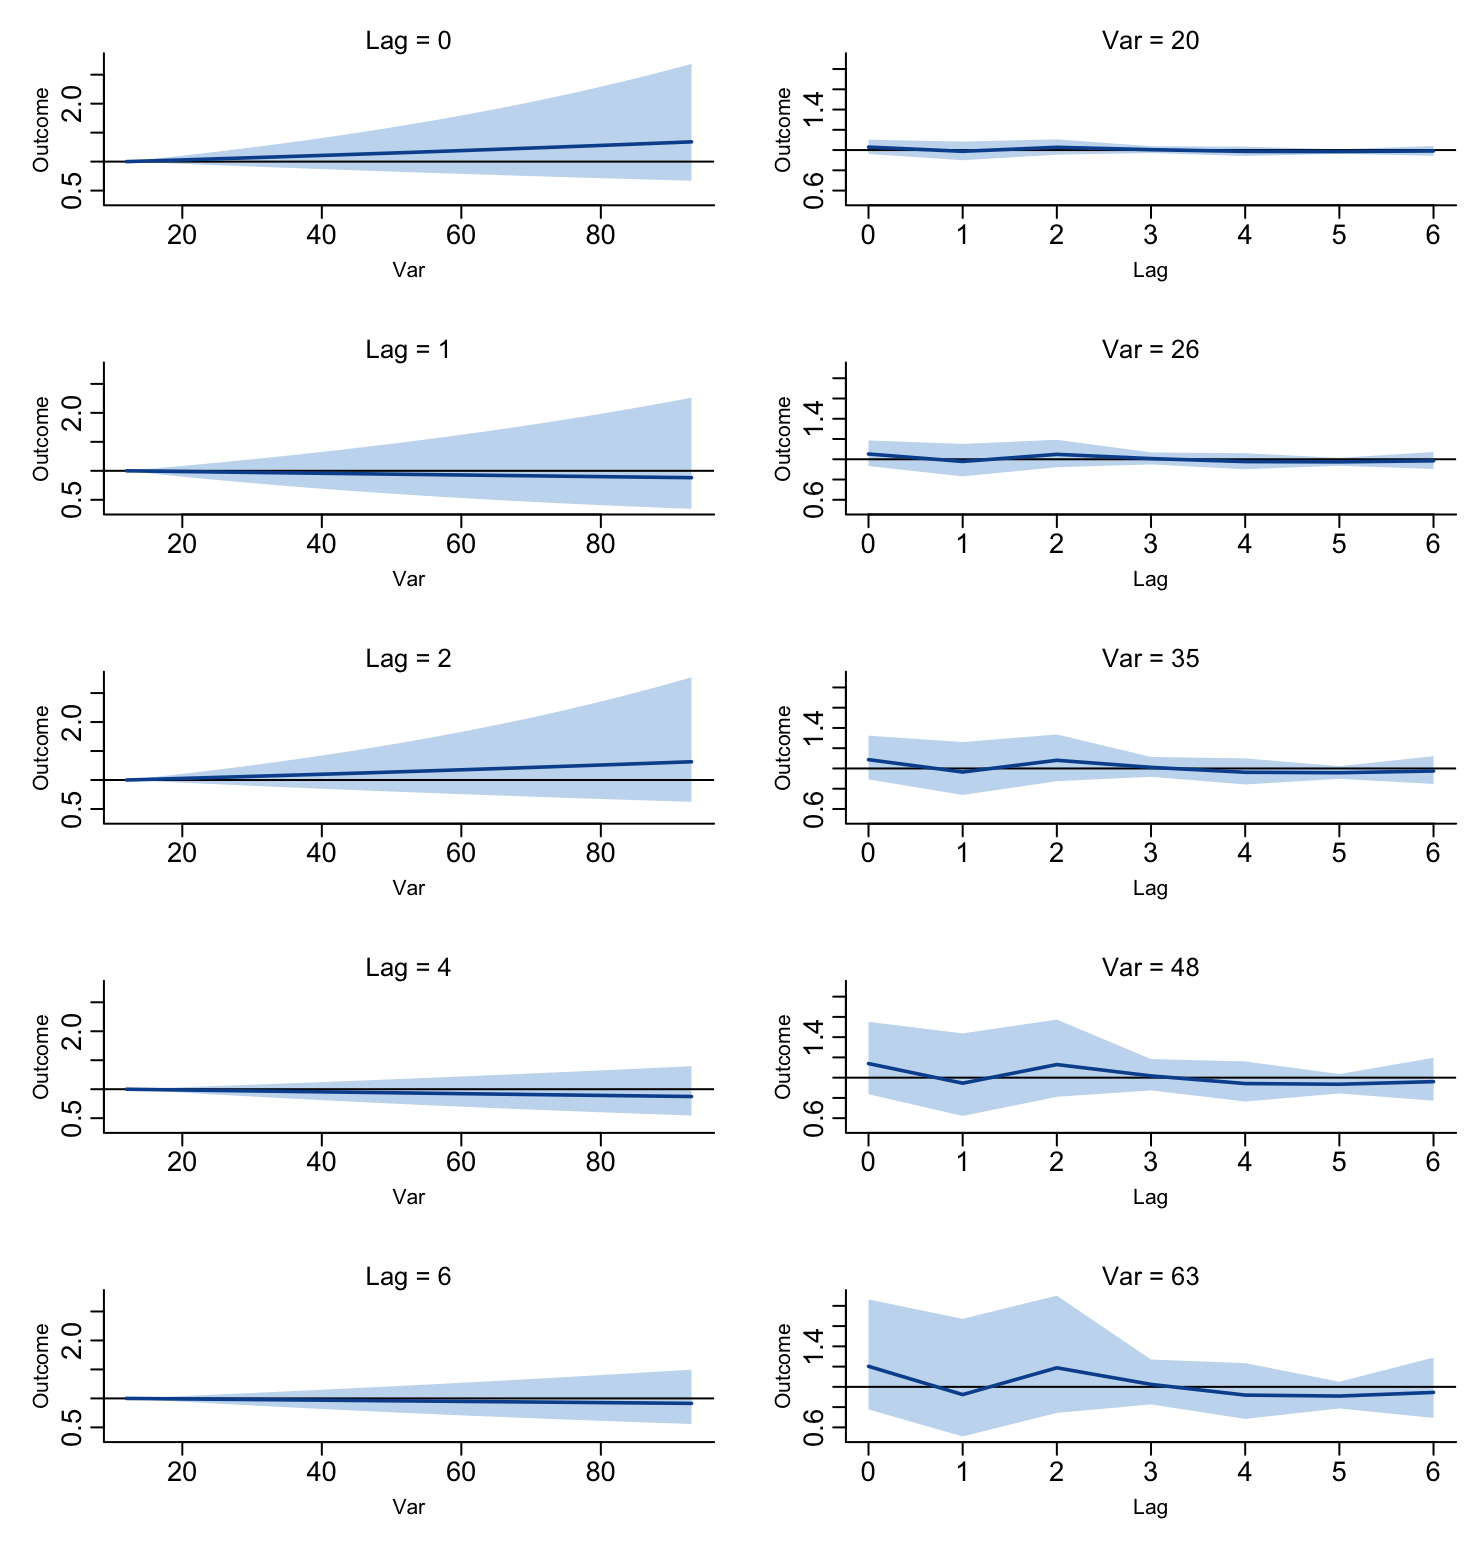 Lag = 0
Outcome
0.5 2.0
20 40 60 80
Var
Var = 20
Outcome
0.6 1.4
0 1 2 3 4 5 6
Lag
Lag = 1
Outcome
0.5 2.0
20 40 60 80
Var
Var = 26
Outcome
0.6 1.4
0 1 2 3 4 5 6
Lag
Lag = 2
Outcome
0.5 2.0
20 40 60 80
Var
Var = 35
Outcome
0.6 1.4
0 1 2 3 4 5 6
Lag
Lag = 4
Outcome
0.5 2.0
20 40 60 80
Var
Var = 48
Outcome
0.6 1.4
0 1 2 3 4 5 6
Lag
Lag = 6
Outcome
0.5 2.0
20 40 60 80
Var
Var = 63
Outcome
0.6 1.4
0 1 2 3 4 5 6
Lag